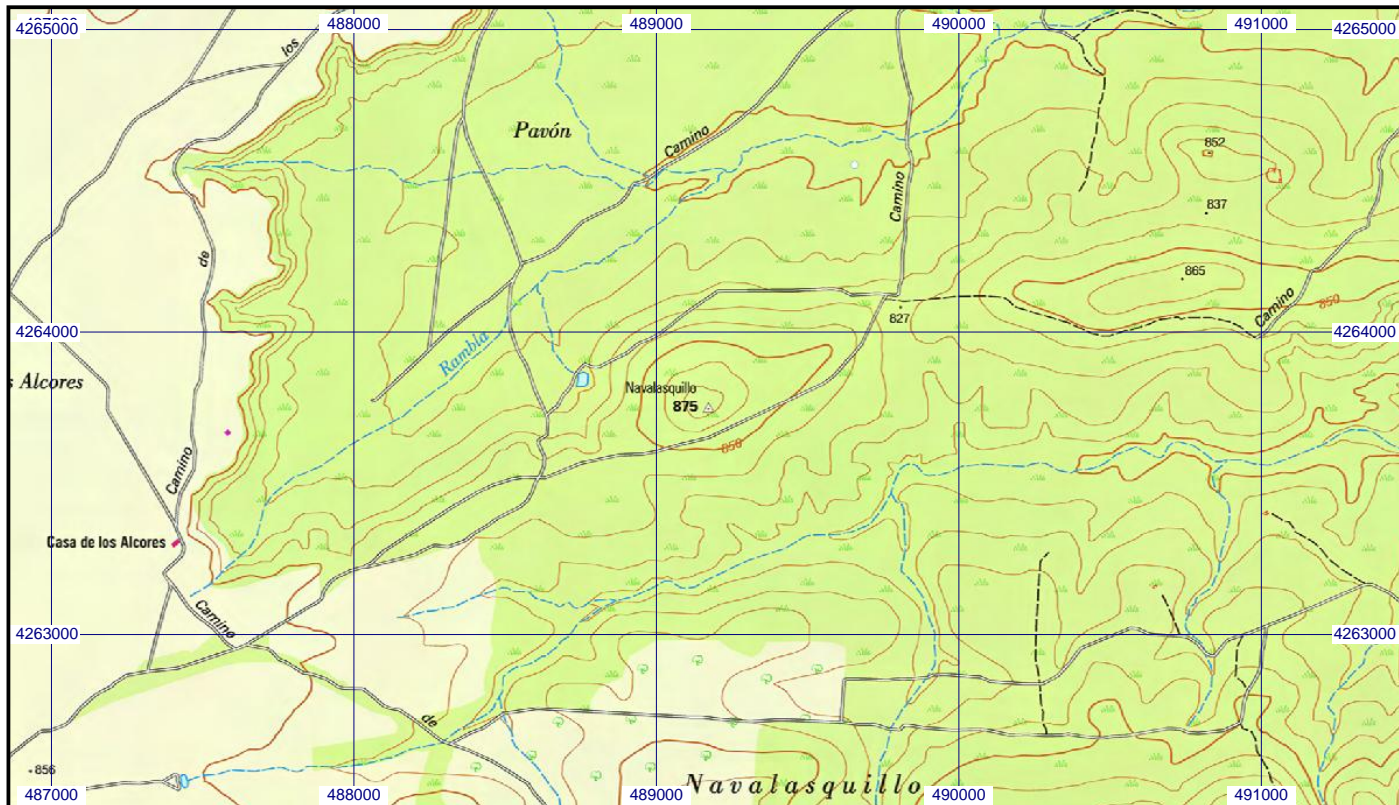 488000
489000
490000
491000
4265000
4265000
los
Pavón
Camino
852
Camino
837
de
865
850
Camino
827
4264000
4264000
Rambla
s Alcores
Navalasquillo
875
850
Camino
Casa de los Alcores
Camino
4263000
4263000
de
856
Navalasquillo
487000
488000
489000
490000
491000